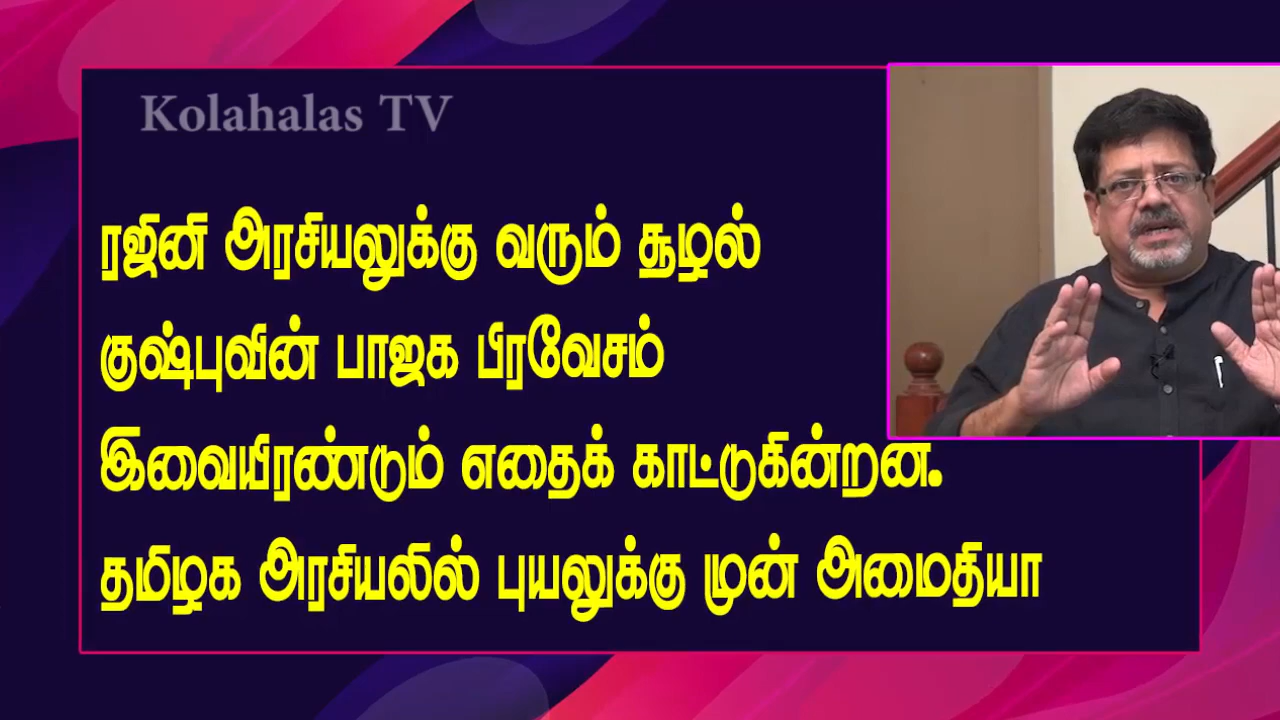 Kolahalas TV
ரஜினி அரசியலுக்கு வரும் சூழல்
குஷ்புவின் பாஜக பிரவேசம்
இவையிரண்டும் எதைக் காட்டுகின்றன.
தமிழக அரசியலில் புயலுக்கு முன் அமைதியா